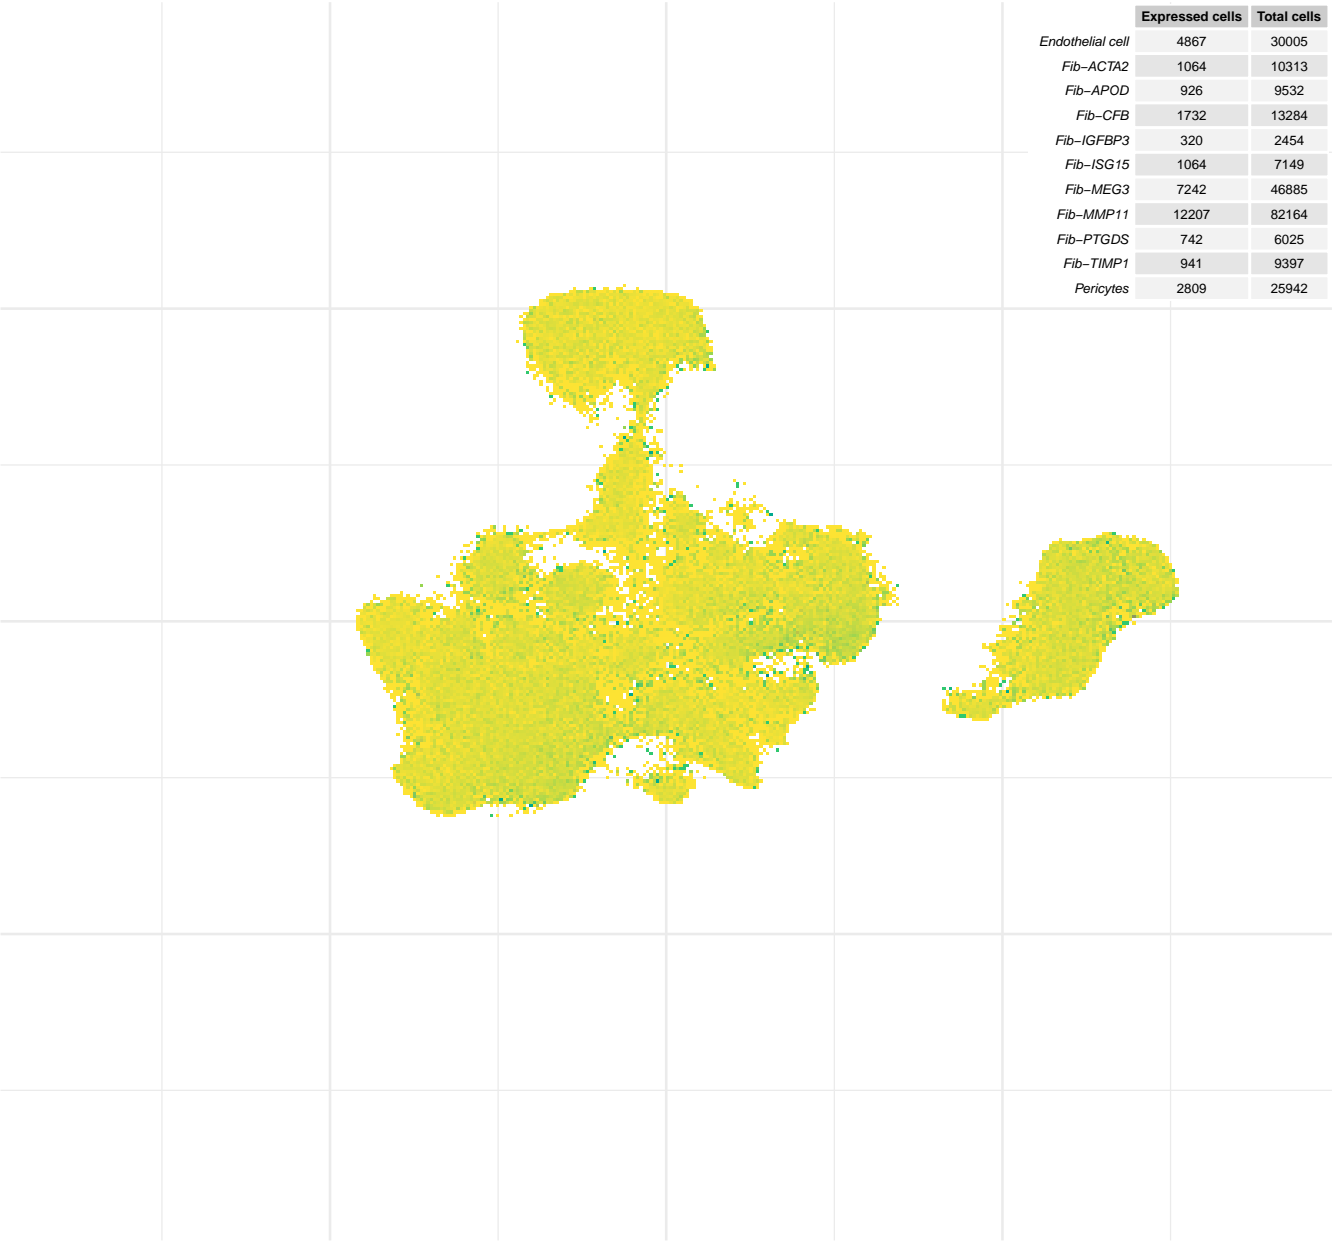 Expressed cells Total cells
Endothelial cell 4867 30005
Fib−ACTA2 1064 10313
Fib−APOD 926 9532
Fib−CFB 1732 13284
Fib−IGFBP3 320 2454
Fib−ISG15 1064 7149
Fib−MEG3 7242 46885
Fib−MMP11 12207 82164
Fib−PTGDS 742 6025
Fib−TIMP1 941 9397
Pericytes 2809 25942